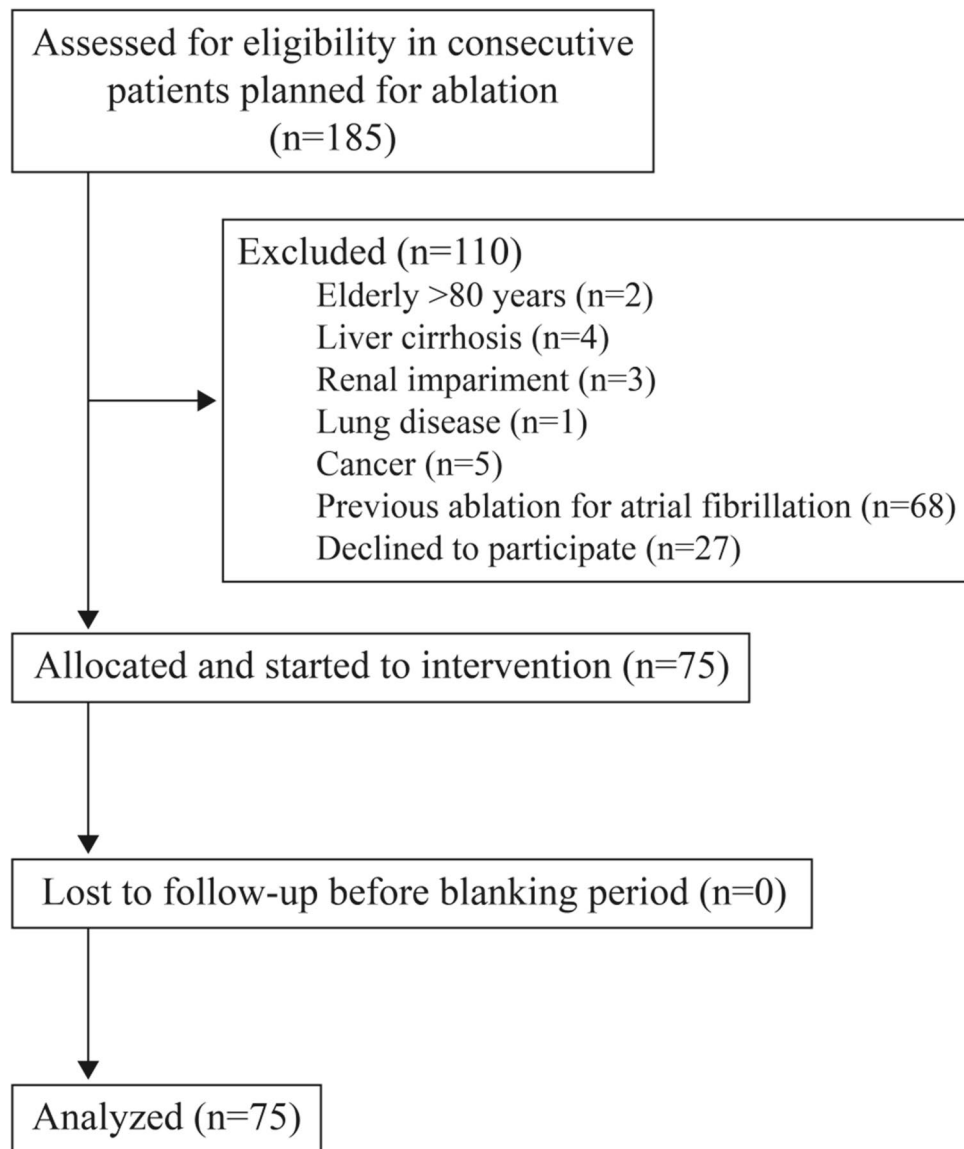 Assessed for eligibility in consecutive
patients planned for ablation
(n=185)
Excluded (n=110)
Elderly >80 years (n=2)
Liver cirrhosis (n=4)
Renal impariment (n=3)
Lung disease (n=1)
Cancer (n=5)
Previous ablation for atrial fibrillation (n=68)
Declined to participate (n=27)
Allocated and started to intervention (n=75)
Lost to follow-up before blanking period (n=0)
Analyzed (n=75)